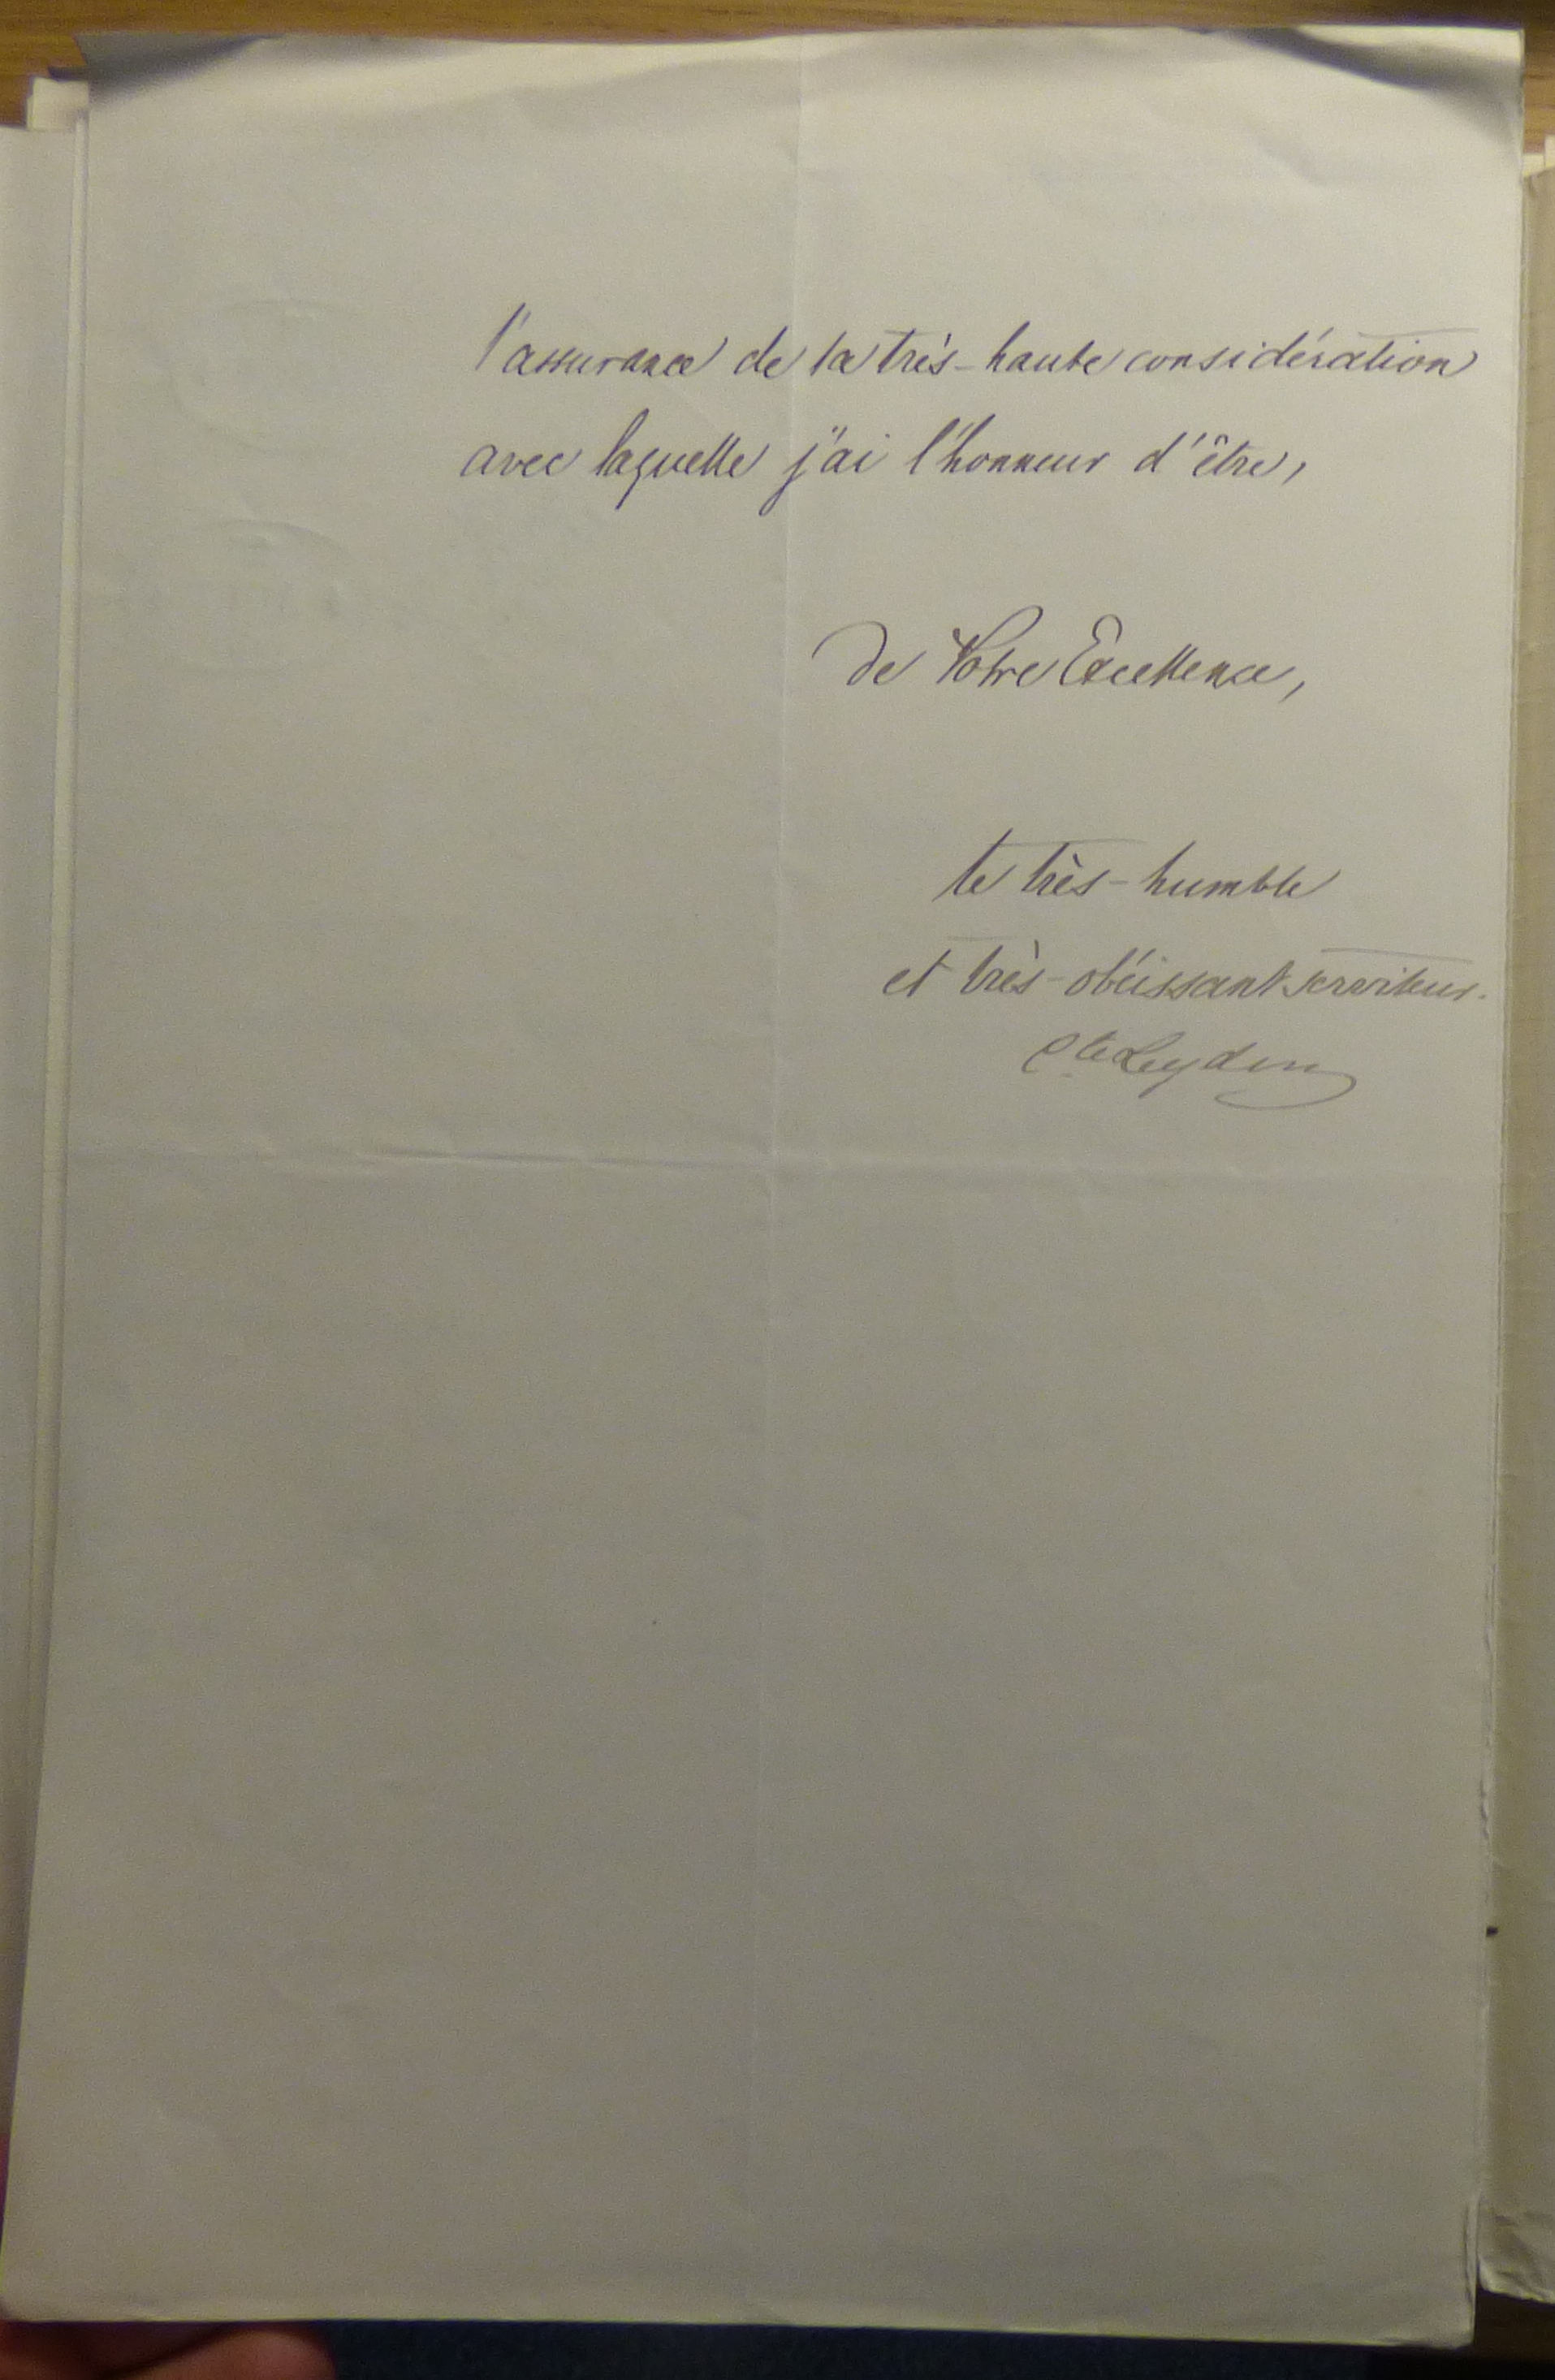 l'assurance de la très-haute considération
avec laquelle j'ai l'honneur d'être,
de Votre Excellence,
le très-humble
et très-obéissant serviteur.
Cte Leyden